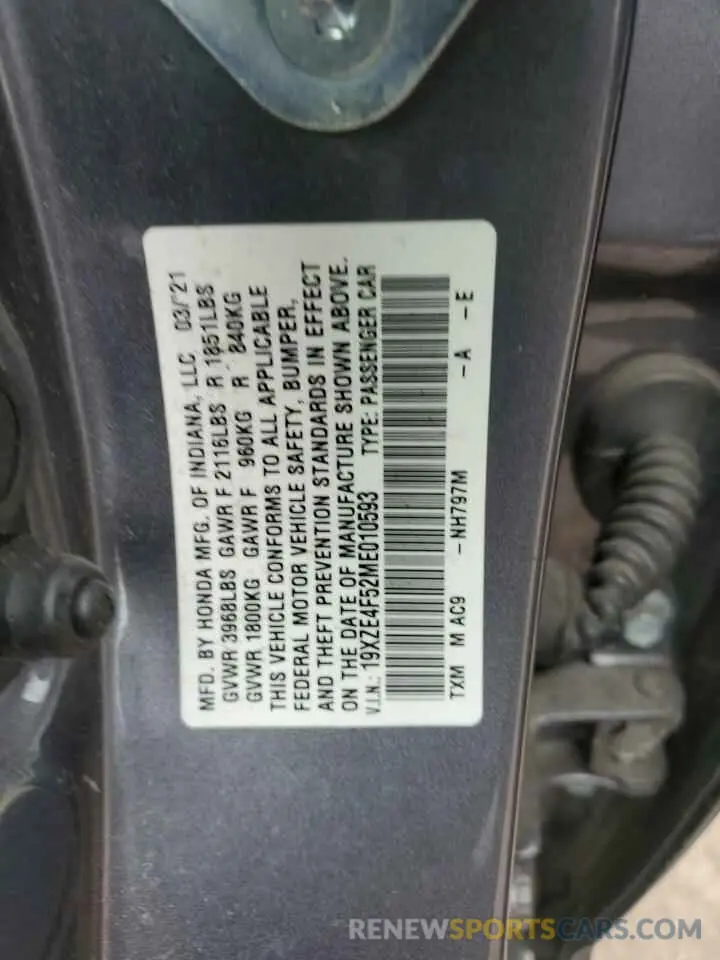 MFD. BY HONDA MFG. OF INDIANA, LLC 03/'21
GVWR 3968LBS GAWR F 2116LBS R 1851LBS
GVWR 1800KG GAWR F 960KG R 840KG
THIS VEHICLE CONFORMS TO ALL APPLICABLE
FEDERAL MOTOR VEHICLE SAFETY, BUMPER,
AND THEFT PREVENTION STANDARDS IN EFFECT
ON THE DATE OF MANUFACTURE SHOWN ABOVE.
V.I.N.: 19XZE4F52ME010593 TYPE: PASSENGER CAR
TXM M AC9 -NH797M -A -E
RENEWSPORTSCARS.COM